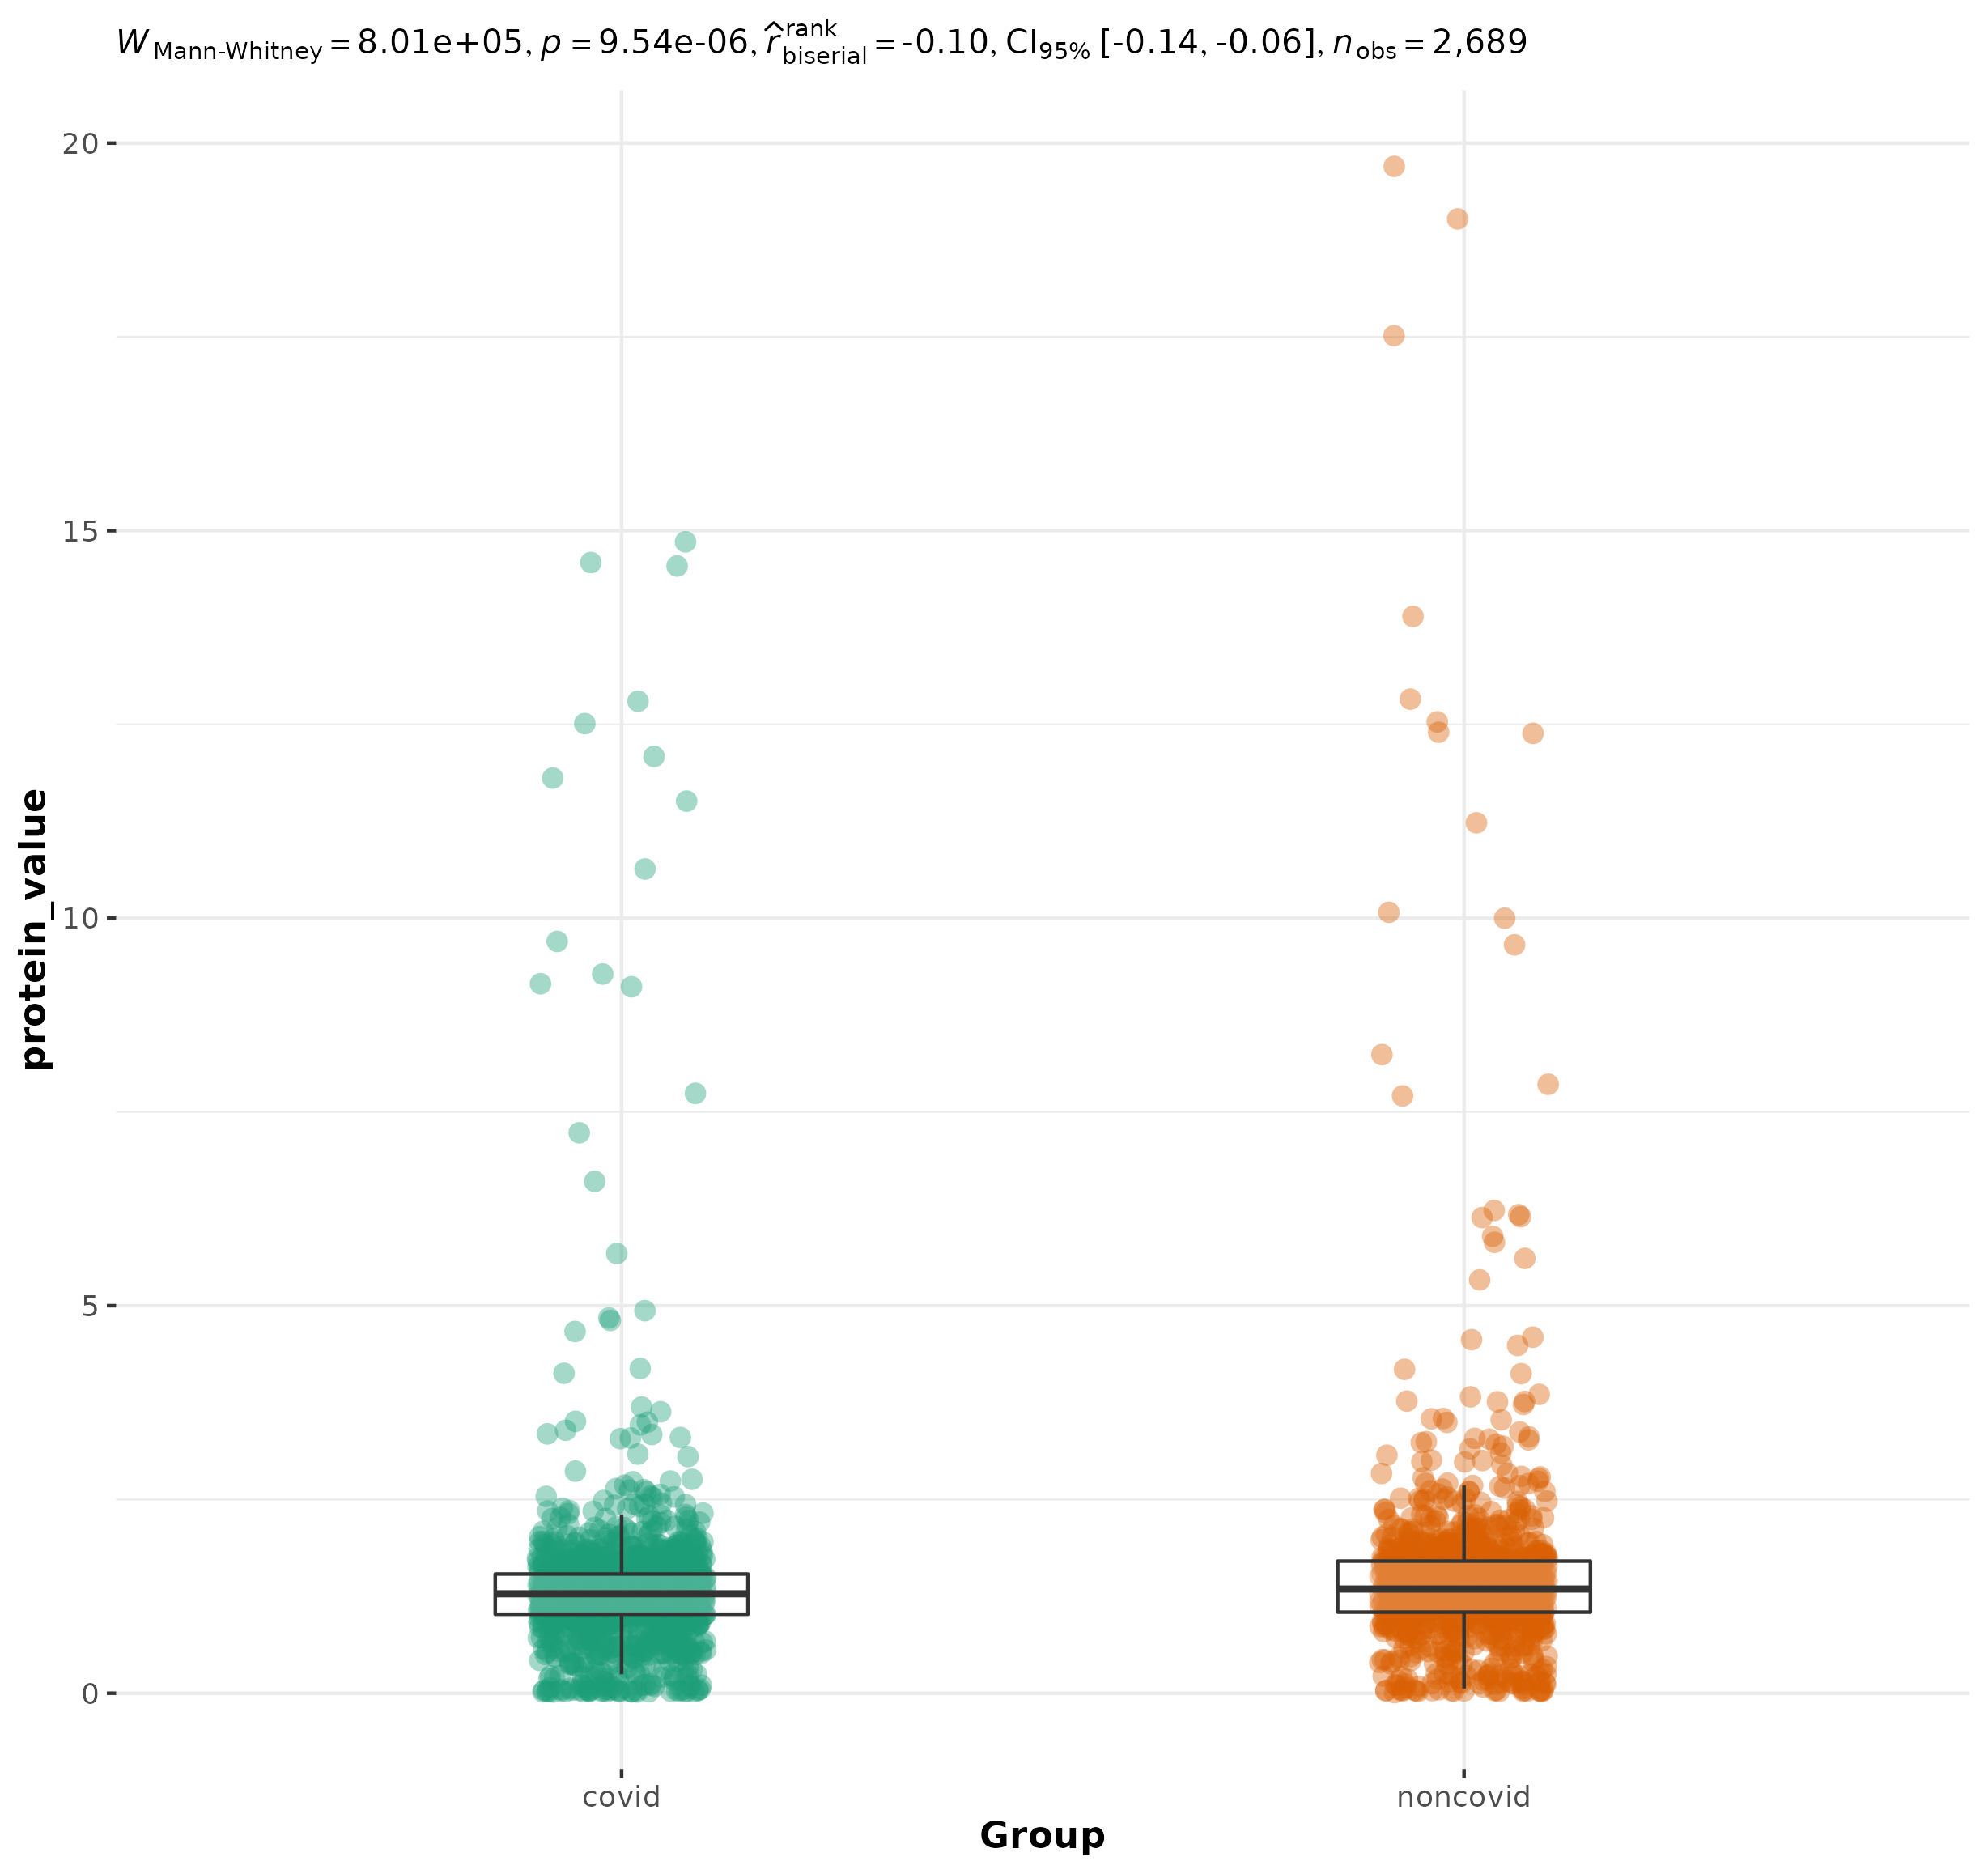 W Mann-Whitney = 8.01e+05, p = 9.54e-06, r̂ rank biserial = -0.10, CI95% [-0.14, -0.06], n obs = 2,689
20
15
10
5
0
protein_value
covid
noncovid
Group